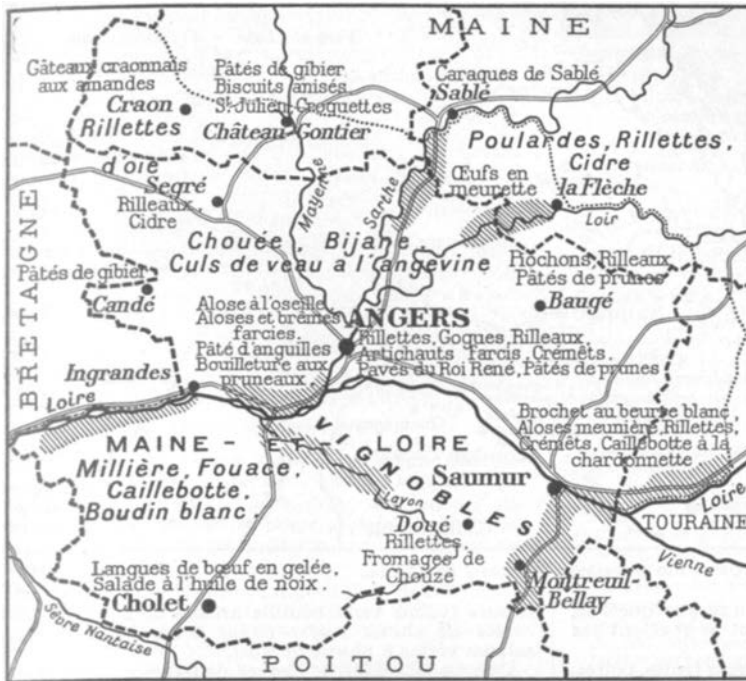 MAINE
Gâteaux craonnais
aux amandes
Craon
Rillettes
d'oie
Pâtés de gibier
Biscuits anisés
St Julien Croquettes
Château-Gontier
Caraques de Sablé
Sablé
Poulardes, Rillettes,
Cidre
Œufs en
meurette
la Flèche
Loir
Mayenne
Sarthe
Segré
Rilleaux,
Cidre
Chouée, Bijane,
Culs de veau à l'angevine
BRETAGNE
Pâtés de gibier
Candé
Fiochons, Rilleaux,
Pâtés de prunes
Baugé
Alose à l'oseille,
Aloses et brêmes
farcies,
Pâté d'anguilles
Bouilleture aux
pruneaux
ANGERS
Rillettes, Gogues, Rilleaux,
Artichauts farcis, Crémêts,
Pavés du Roi René, Pâtés de prunes
Ingrandes
Loire
Brochet au beurre blanc,
Aloses meunière, Rillettes,
Crémêts, Caillebotte à la
chardonnette
MAINE-ET-LOIRE
VIGNOBLES
Millière, Fouace,
Caillebotte,
Boudin blanc.
Saumur
Layon
Loire
TOURAINE
Vienne
Doué
Rillettes,
Fromages de
Chouzé
Montreuil-
Bellay
Langues de bœuf en gelée,
Salade à l'huile de noix.
Cholet
Sèvre Nantaise
POITOU